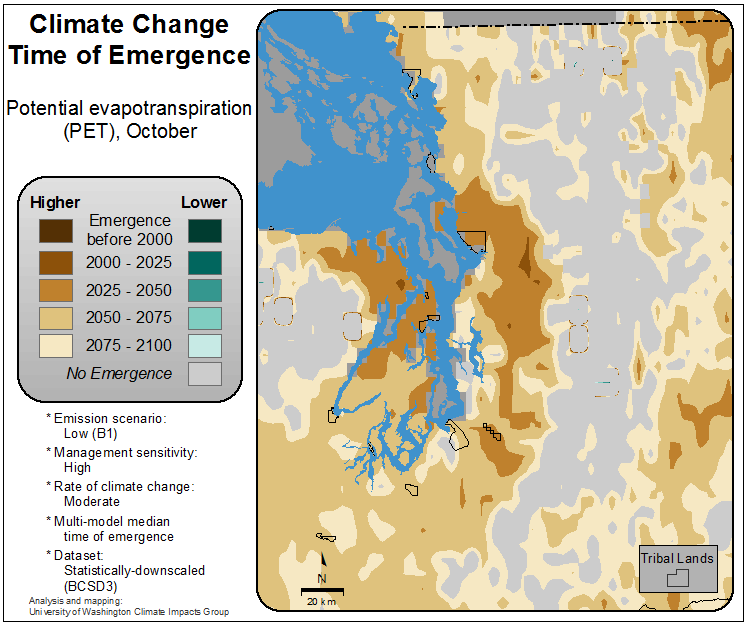 Climate Change
Time of Emergence
Potential evapotranspiration
(PET), October
Higher Lower
Emergence
before 2000
2000 - 2025
2025 - 2050
2050 - 2075
2075 - 2100
No Emergence
* Emission scenario:
Low (B1)
* Management sensitivity:
High
* Rate of climate change:
Moderate
* Multi-model median
time of emergence
* Dataset:
Statistically-downscaled
(BCSD3)
Analysis and mapping:
University of Washington Climate Impacts Group
N
20 km
Tribal Lands